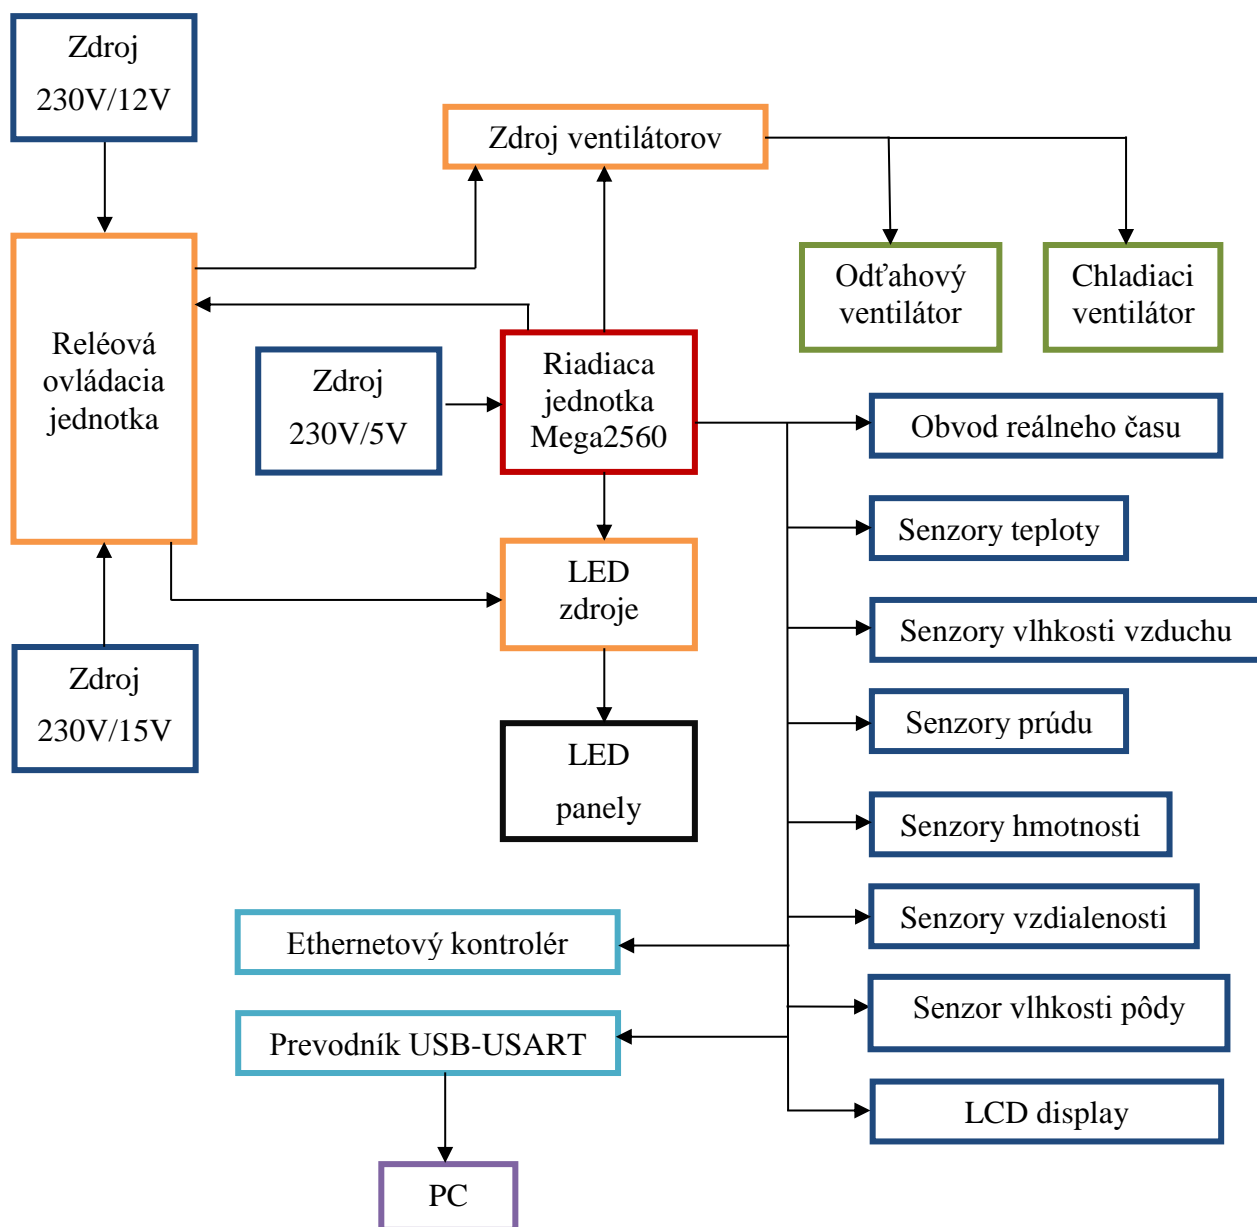 Zdroj
230V/12V
Zdroj ventilátorov
Odťahový
ventilátor
Chladiaci
ventilátor
Reléová
ovládacia
jednotka
Zdroj
230V/5V
Riadiaca
jednotka
Mega2560
Obvod reálneho času
Senzory teploty
LED
zdroje
Senzory vlhkosti vzduchu
Zdroj
230V/15V
Senzory prúdu
LED
panely
Senzory hmotnosti
Senzory vzdialenosti
Ethernetový kontrolér
Senzor vlhkosti pôdy
Prevodník USB-USART
LCD display
PC